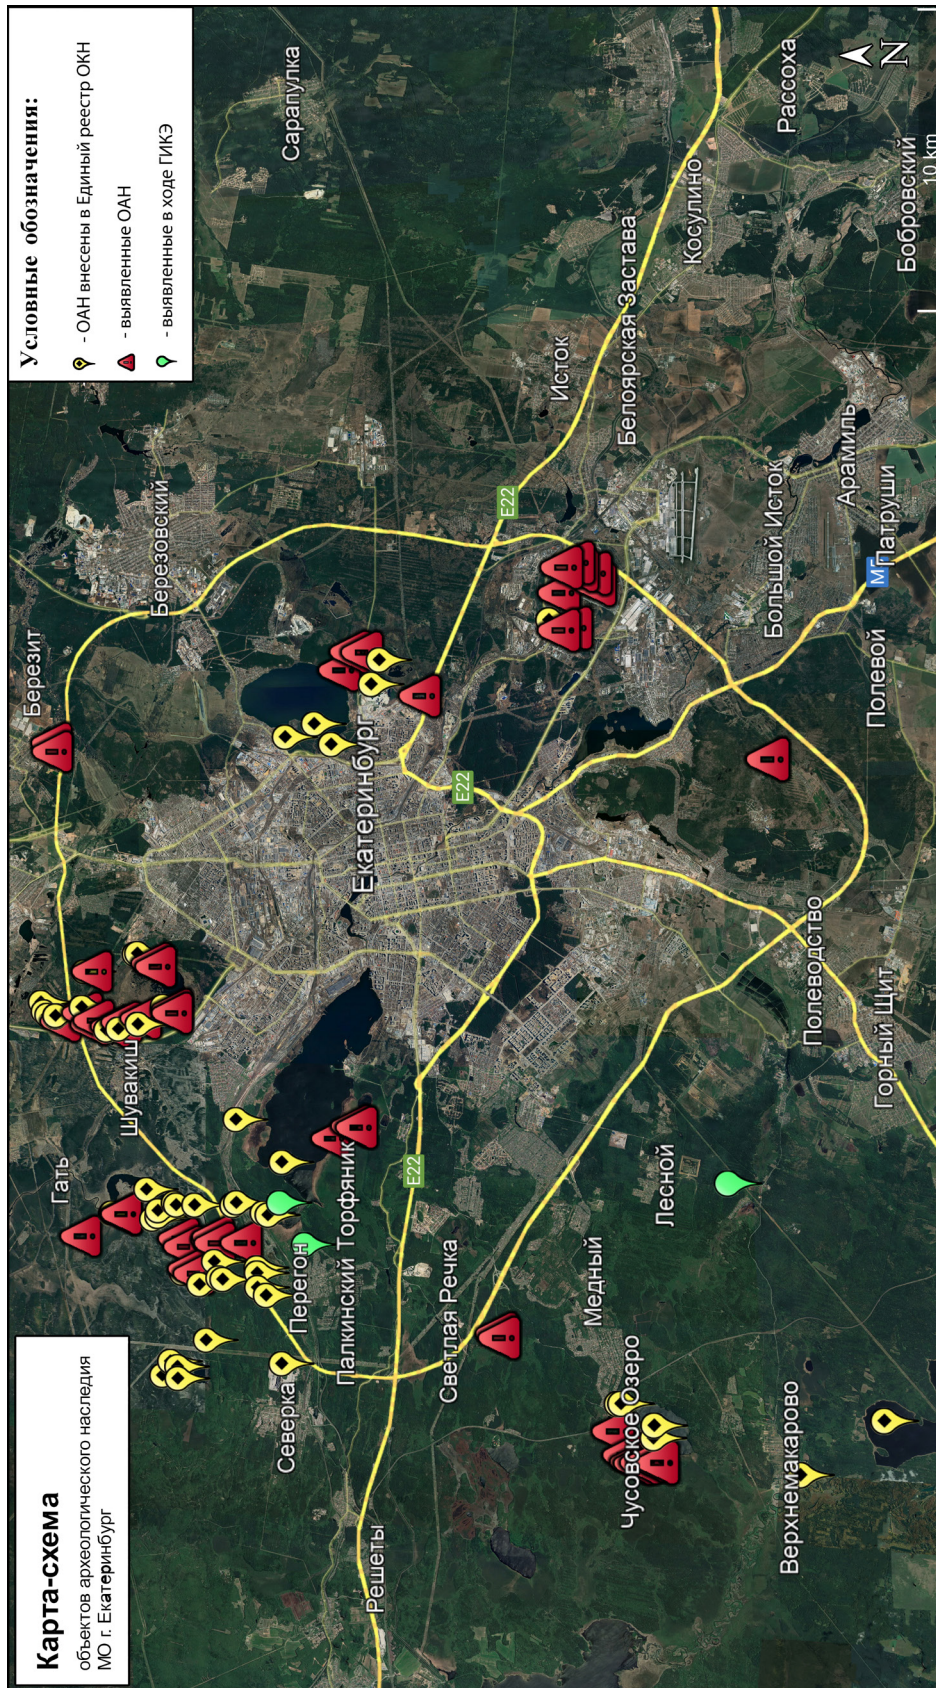 Карта-схема
объектов археологического наследия
МО г. Екатеринбург
Условные обозначения:
- ОАН внесены в Единый реестр ОКН
- выявленные ОАН
- выявленные в ходе ГИКЭ
Гать
Березит
Шувакиш
Березовский
Сарапулка
Северка
Перегон
Палкинский Торфяник
Екатеринбург
Решеты
E22
Светлая Речка
E22
E22
Исток
Медный
Лесной
Белоярская Застава
Косулино
Рассоха
Чусовское Озеро
Верхнемакарово
Полеводство
Горный Щит
Большой Исток
Арамиль
Полевой
Патруши
Бобровский
10 km
N